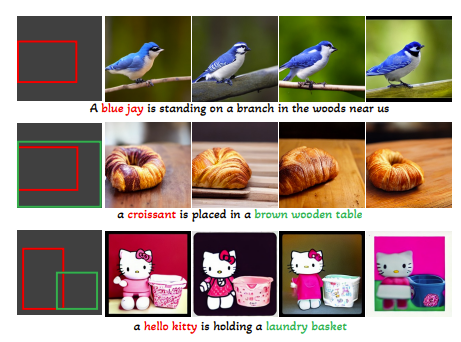 A blue jay is standing on a branch in the woods near us
a croissant is placed in a brown wooden table
a hello kitty is holding a laundry basket